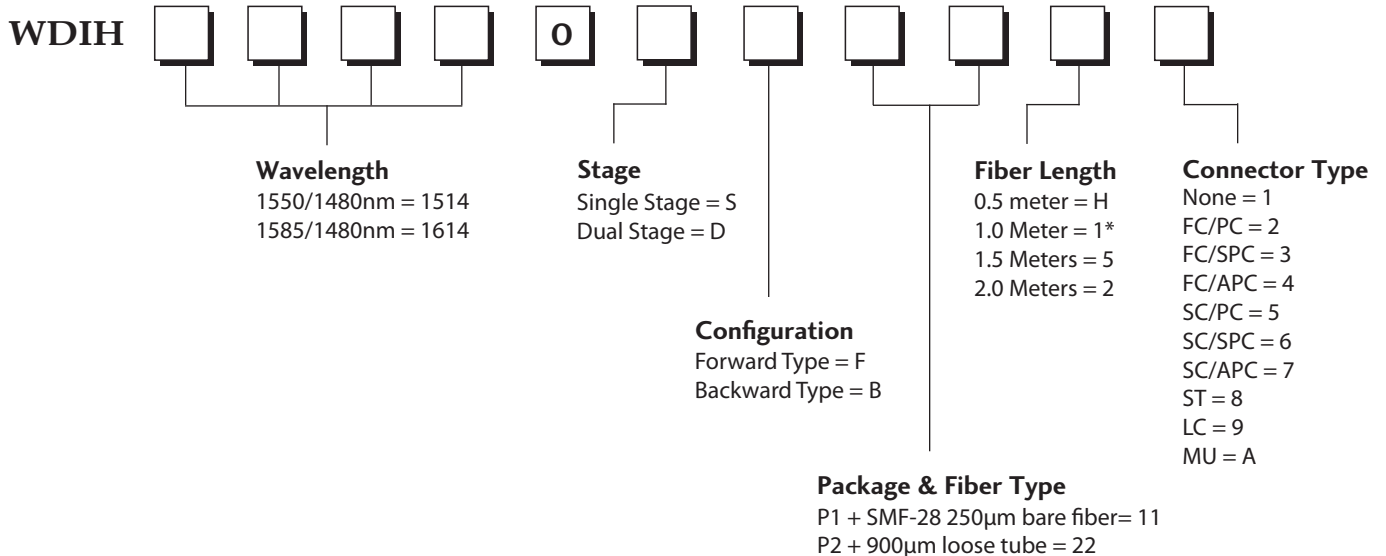 WDIH 0
Wavelength
1550/1480nm = 1514
1585/1480nm = 1614
Stage
Single Stage = S
Dual Stage = D
Configuration
Forward Type = F
Backward Type = B
Package & Fiber Type
P1 + SMF-28 250µm bare fiber= 11
P2 + 900µm loose tube = 22
Fiber Length
0.5 meter = H
1.0 Meter = 1*
1.5 Meters = 5
2.0 Meters = 2
Connector Type
None = 1
FC/PC = 2
FC/SPC = 3
FC/APC = 4
SC/PC = 5
SC/SPC = 6
SC/APC = 7
ST = 8
LC = 9
MU = A